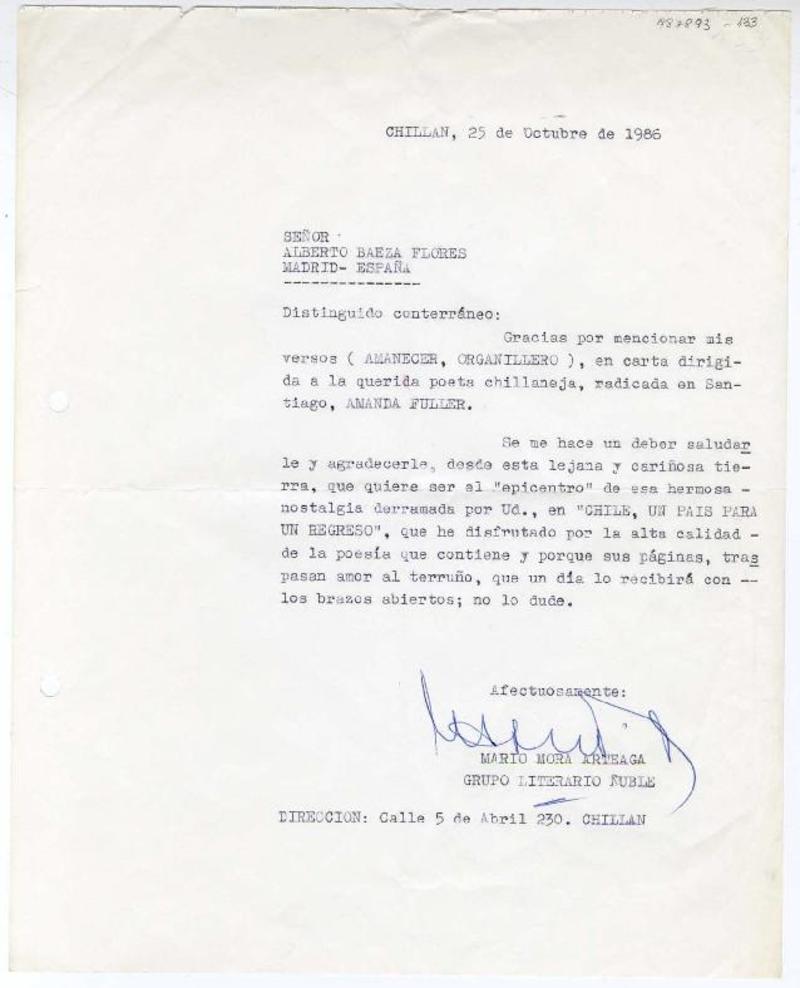 A87893 - 133
CHILLAN, 25 de Octubre de 1986
SEÑOR
ALBERTO BAEZA FLORES
MADRID- ESPAÑA
---------------
Distinguido conterráneo:
Gracias por mencionar mis
versos ( AMANECER, ORGANILLERO ), en carta dirigi-
da a la querida poeta chillaneja, radicada en San-
tiago, AMANDA FULLER.
Se me hace un deber saludar
le y agradecerle, desde esta lejana y cariñosa tie-
rra, que quiere ser el "epicentro" de esa hermosa -
nostalgia derramada por Ud., en "CHILE, UN PAIS PARA
UN REGRESO", que he disfrutado por la alta calidad -
de la poesía que contiene y porque sus páginas, tras
pasan amor al terruño, que un día lo recibirá con --
los brazos abiertos; no lo dude.
Afectuosamente:
MARIO MORA ARTEAGA
GRUPO LITERARIO ÑUBLE
DIRECCION: Calle 5 de Abril 230. CHILLAN